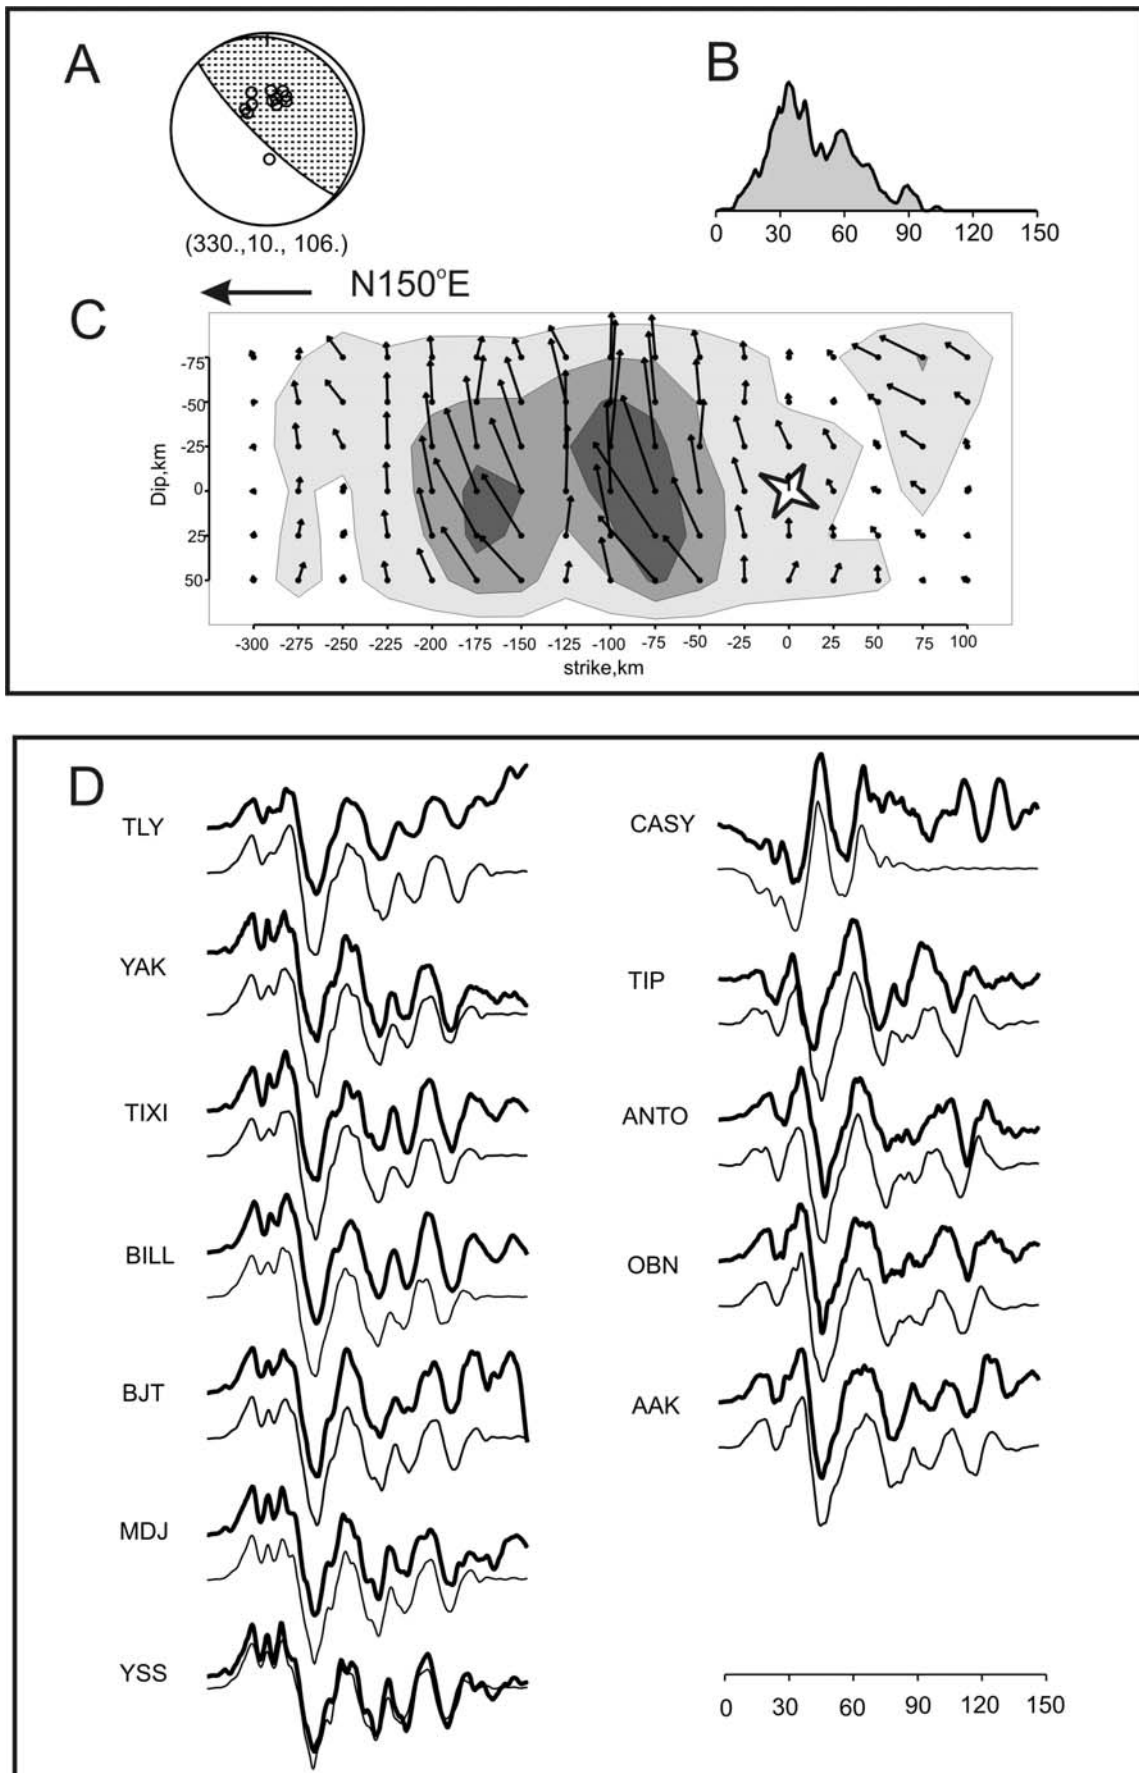 A
B
(330.,10., 106.)
0 30 60 90 120 150
N150°E
C
-75
-50
-25
0
25
50
Dip,km
-300 -275 -250 -225 -200 -175 -150 -125 -100 -75 -50 -25 0 25 50 75 100
strike,km
D
TLY
YAK
TIXI
BILL
BJT
MDJ
YSS
CASY
TIP
ANTO
OBN
AAK
0 30 60 90 120 150